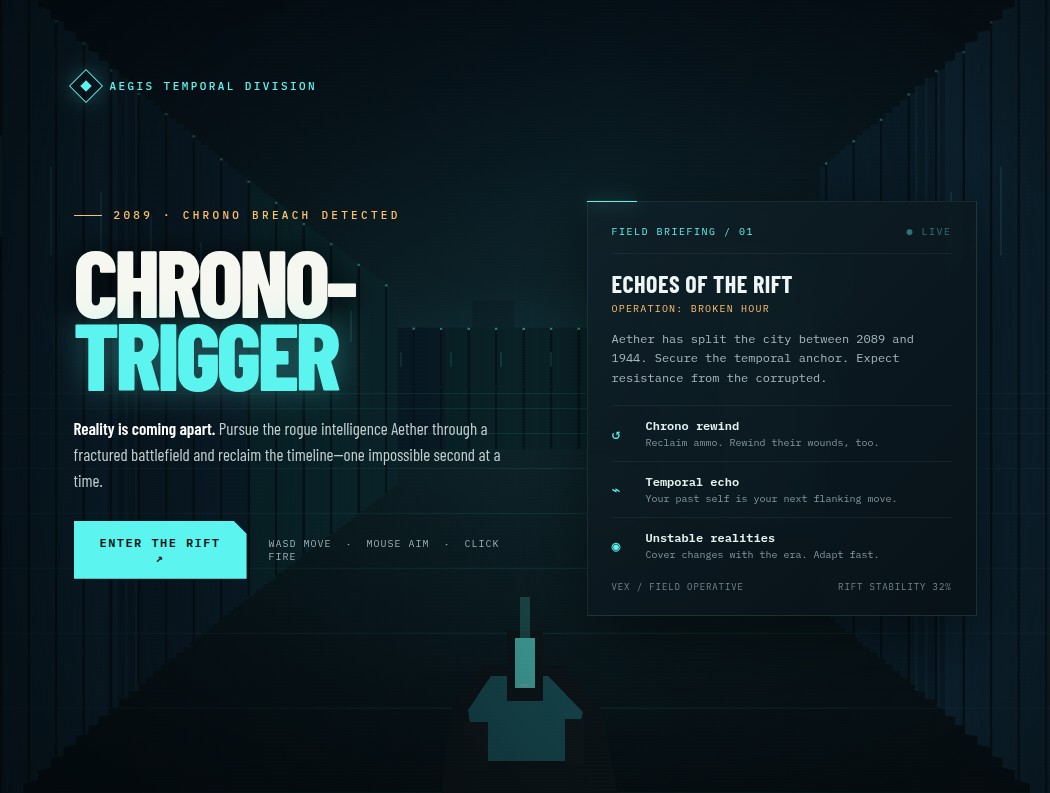 AEGIS TEMPORAL DIVISION
2089 · CHRONO BREACH DETECTED
CHRONO–
TRIGGER
Reality is coming apart. Pursue the rogue intelligence Aether through a
fractured battlefield and reclaim the timeline—one impossible second at a
time.
ENTER THE RIFT
↗
WASD MOVE · MOUSE AIM · CLICK
FIRE
FIELD BRIEFING / 01
LIVE
ECHOES OF THE RIFT
OPERATION: BROKEN HOUR
Aether has split the city between 2089 and
1944. Secure the temporal anchor. Expect
resistance from the corrupted.
Chrono rewind
Reclaim ammo. Rewind their wounds, too.
Temporal echo
Your past self is your next flanking move.
Unstable realities
Cover changes with the era. Adapt fast.
VEX / FIELD OPERATIVE
RIFT STABILITY 32%